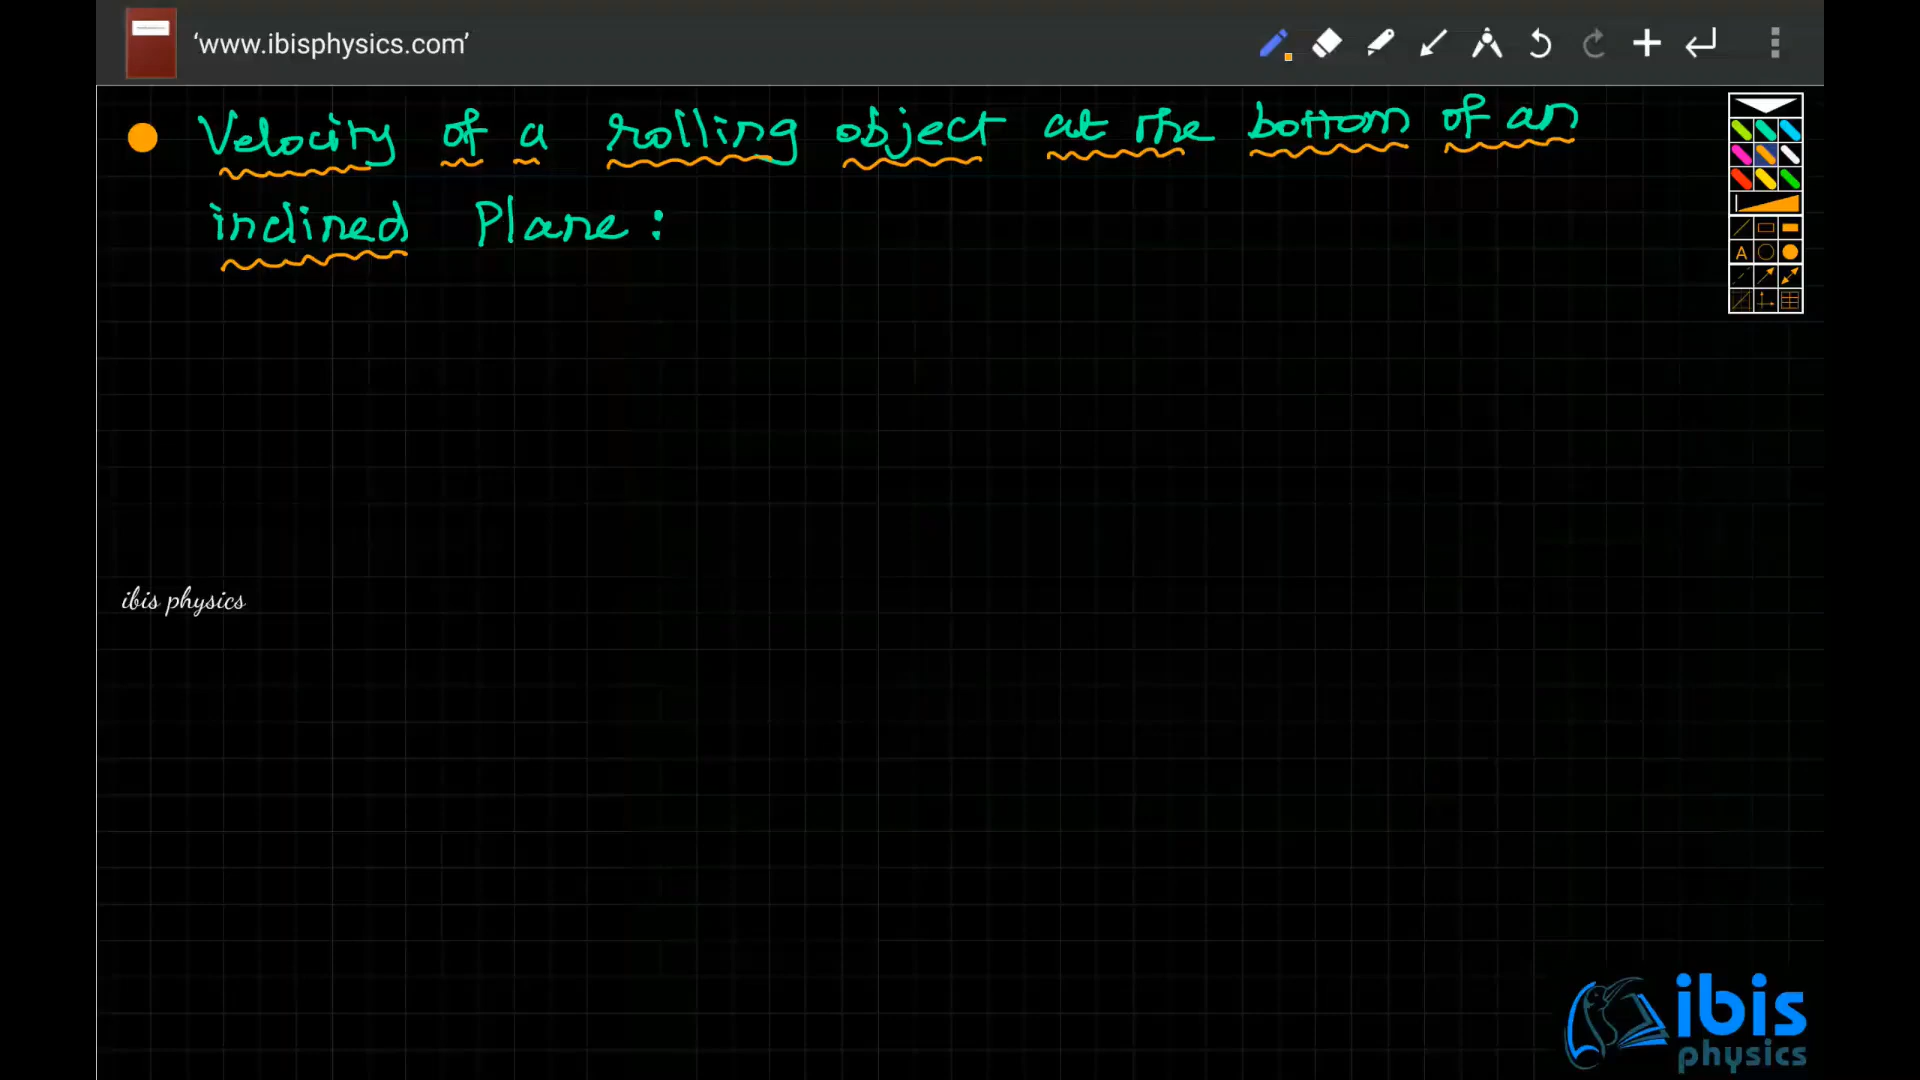 ‘www.ibisphysics.com’
Velocity of a rolling object at the bottom of an
inclined Plane :
A
ibis physics
ibis
physics